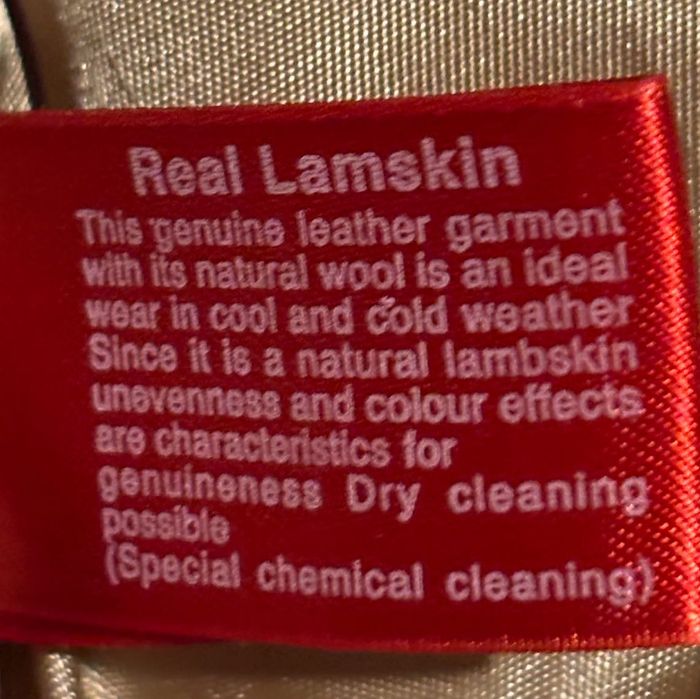 Real Lamskin
This genuine leather garment
with its natural wool is an ideal
wear in cool and cold weather
Since it is a natural lambskin
unevenness and colour effects
are characteristics for
genuineness Dry cleaning
possible
(Special chemical cleaning)